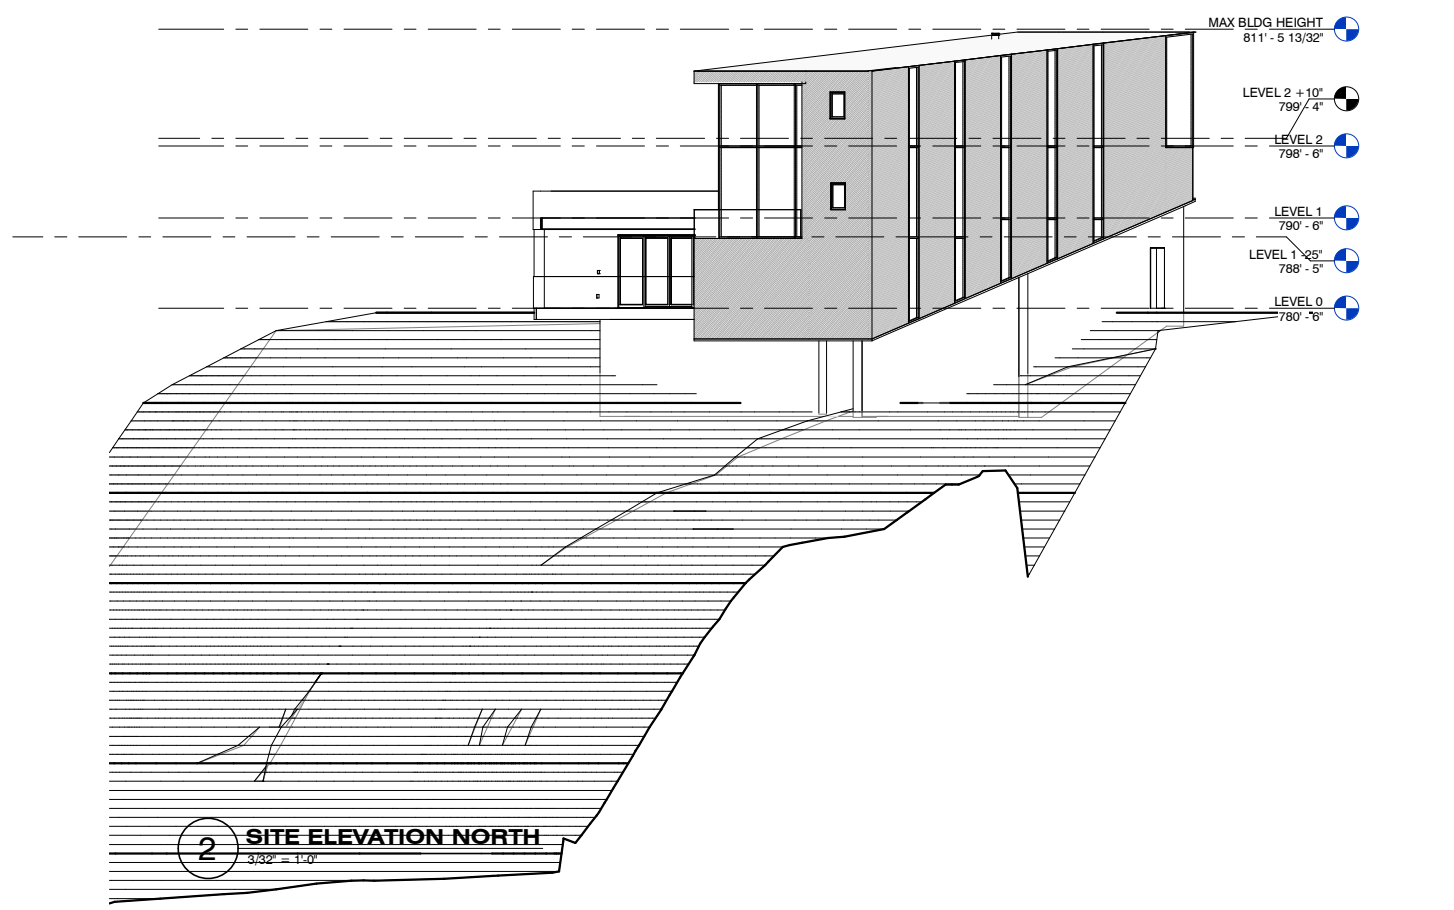 MAX BLDG HEIGHT
811' - 5 13/32"
LEVEL 2 +10"
799' - 4"
LEVEL 2
798' - 6"
LEVEL 1
790' - 6"
LEVEL 1 -25"
788' - 5"
LEVEL 0
780' - 6"
2
SITE ELEVATION NORTH
3/32" = 1'-0"